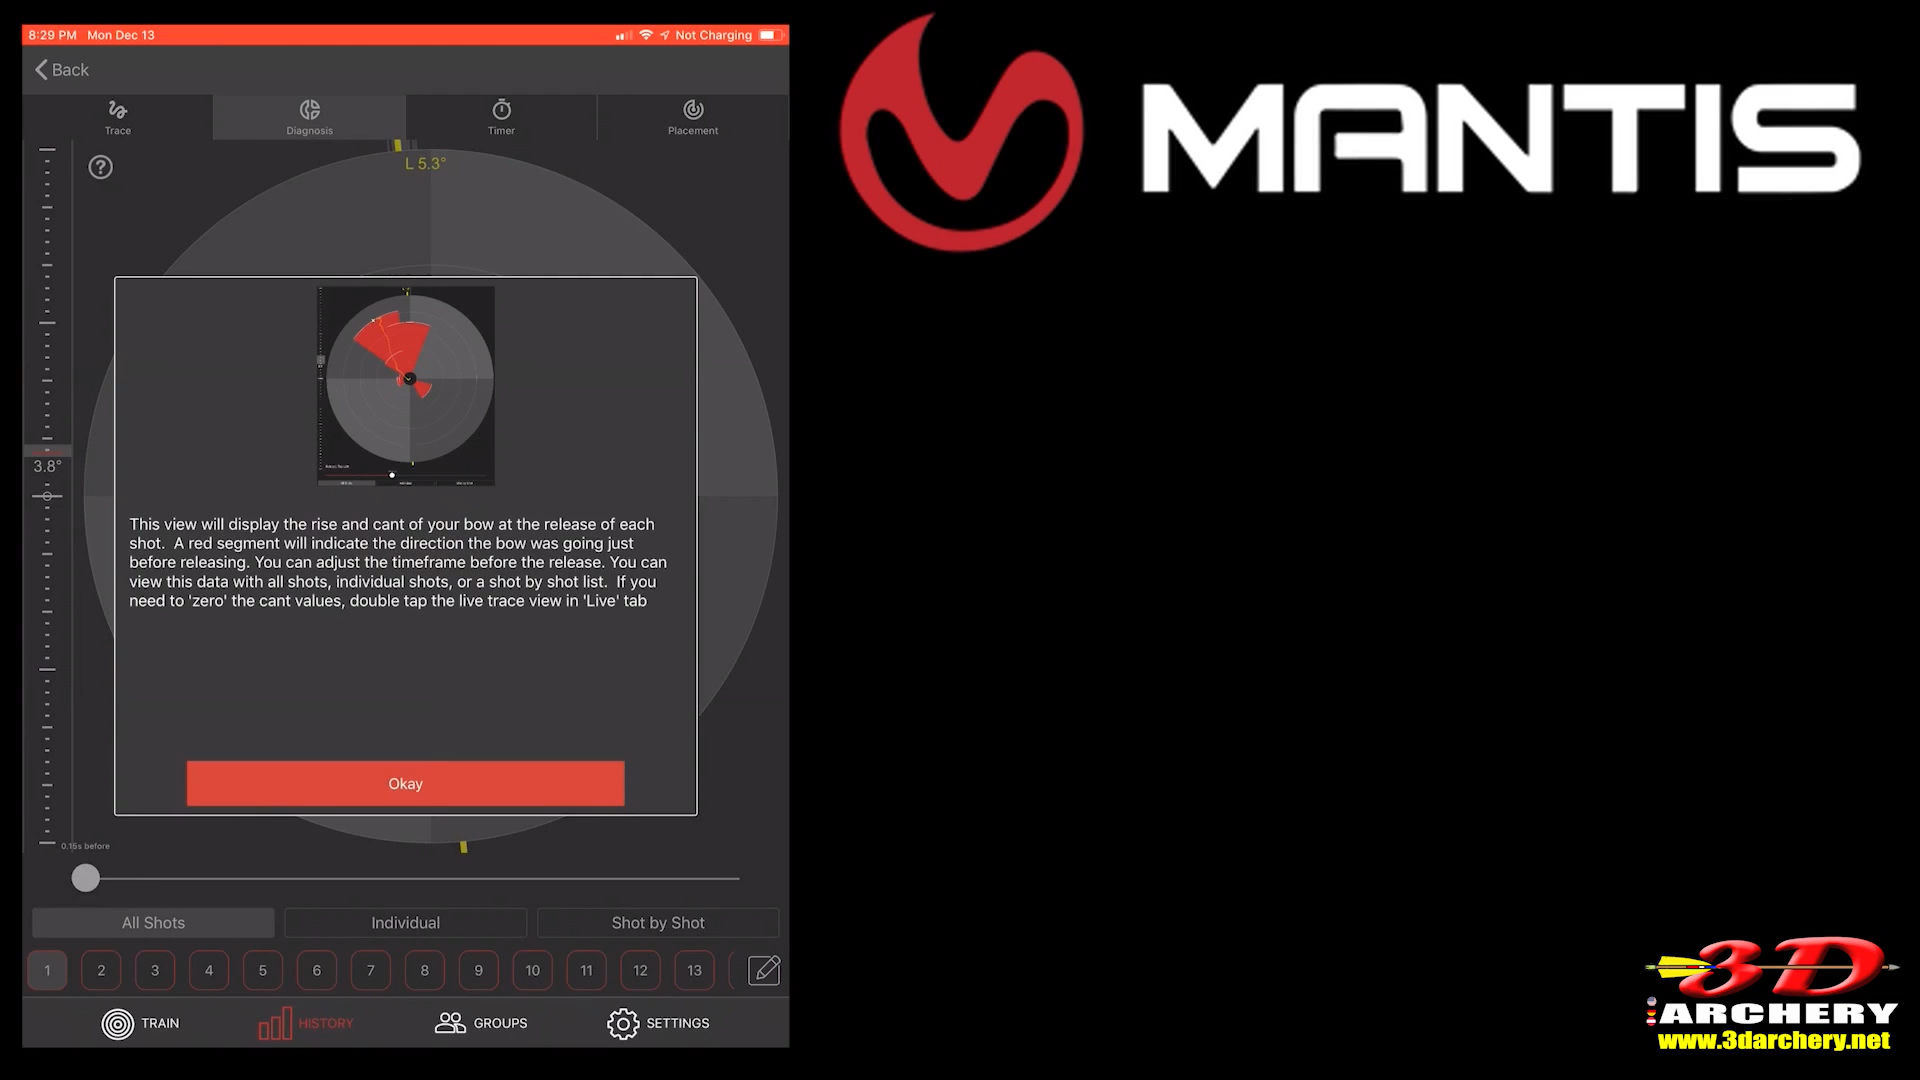 8:29 PM Mon Dec 13
Not Charging
Back
Trace
Diagnosis
Timer
Placement
L 5.3°
3.8°
This view will display the rise and cant of your bow at the release of each
shot. A red segment will indicate the direction the bow was going just
before releasing. You can adjust the timeframe before the release. You can
view this data with all shots, individual shots, or a shot by shot list. If you
need to 'zero' the cant values, double tap the live trace view in 'Live' tab
Okay
0.15s before
All Shots
Individual
Shot by Shot
1 2 3 4 5 6 7 8 9 10 11 12 13
TRAIN
HISTORY
GROUPS
SETTINGS
MANTIS
3D
ARCHERY
www.3darchery.net